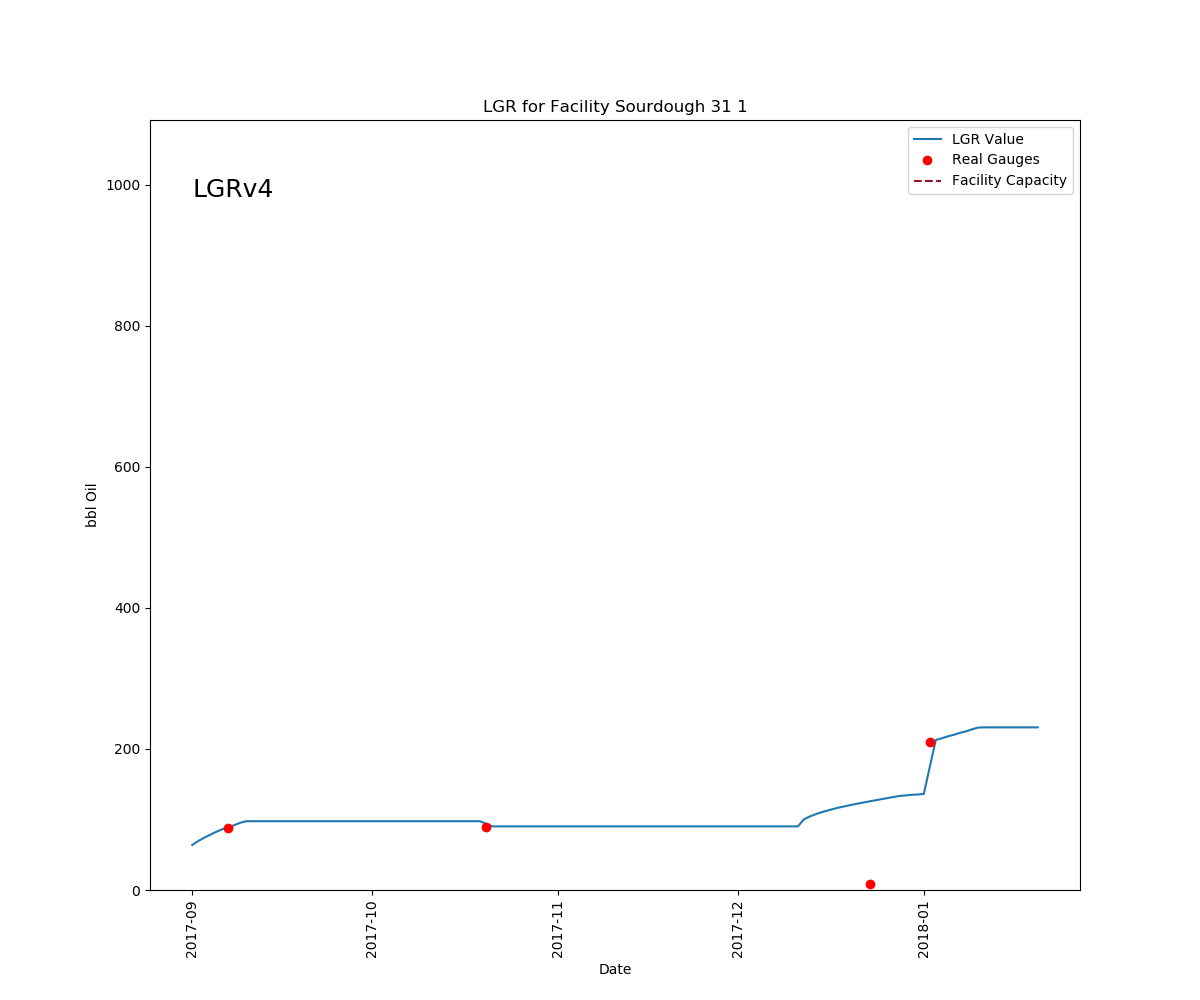 LGR for Facility Sourdough 31 1
LGR Value
Real Gauges
Facility Capacity
LGRv4
1000
800
600
400
200
0
bbl Oil
2017-09
2017-10
2017-11
2017-12
2018-01
Date